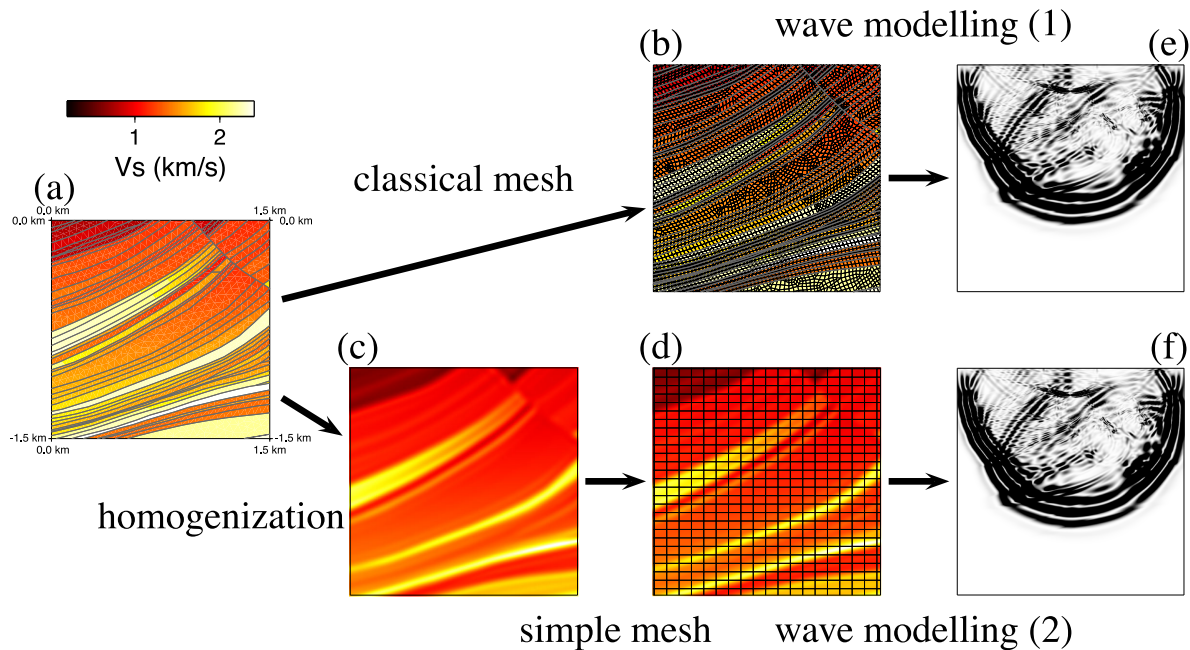 wave modelling (1)
(b)
(e)
1
2
Vs (km/s)
(a)
classical mesh
0.0 km
1.5 km
0.0 km
0.0 km
-1.5 km
-1.5 km
0.0 km
1.5 km
(c)
(d)
(f)
homogenization
simple mesh
wave modelling (2)